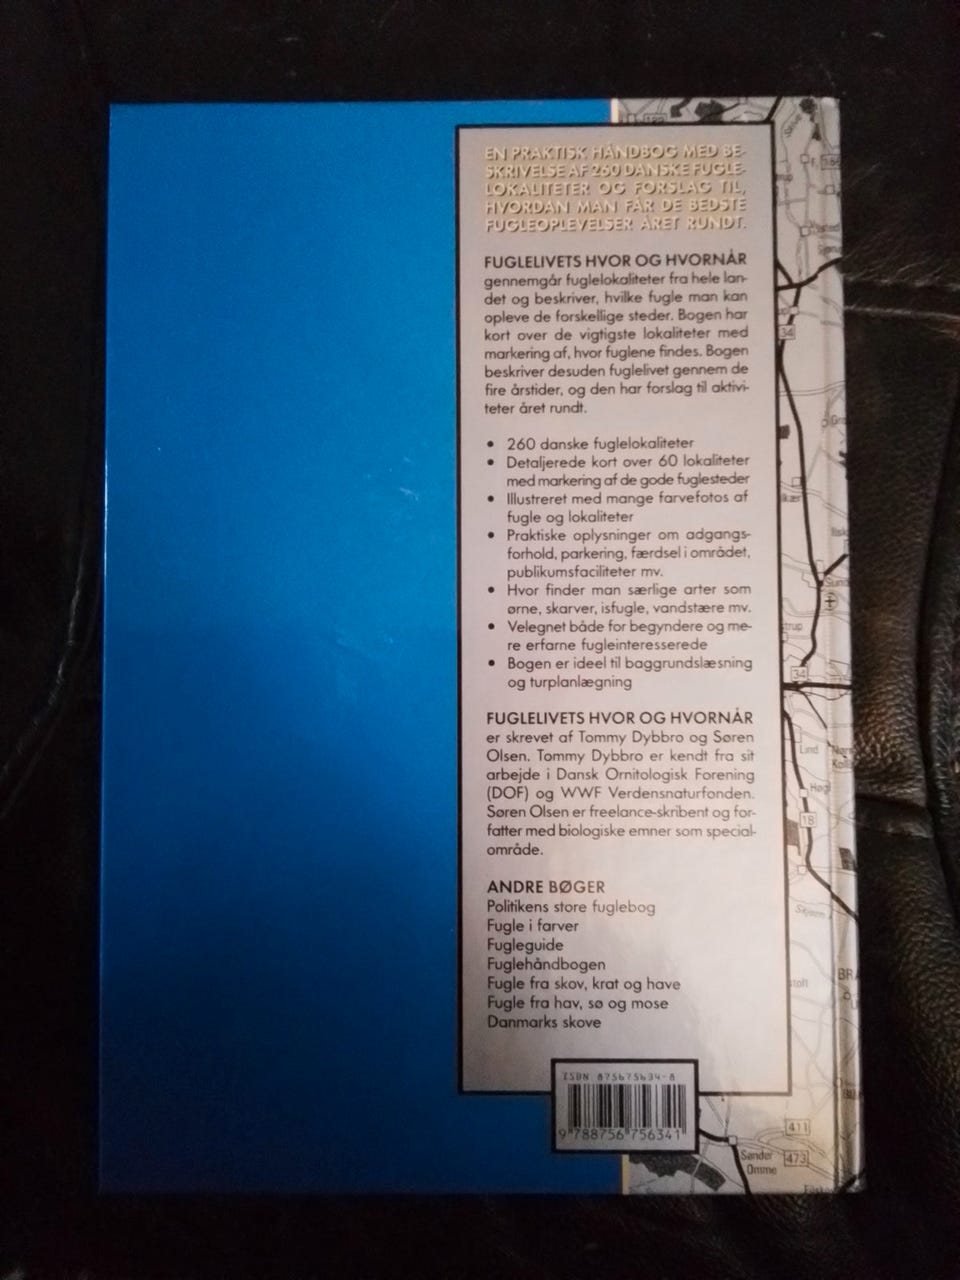 EN PRAKTISK HÅNDBOG MED BE-
SKRIVELSE AF 260 DANSKE FUGLE-
LOKALITETER OG FORSLAG TIL,
HVORDAN MAN FÅR DE BEDSTE
FUGLEOPLEVELSER ÅRET RUNDT.
FUGLELIVETS HVOR OG HVORNÅR
gennemgår fuglelokaliteter fra hele lan-
det og beskriver, hvilke fugle man kan
opleve de forskellige steder. Bogen har
kort over de vigtigste lokaliteter med
markering af, hvor fuglene findes. Bogen
beskriver desuden fuglelivet gennem de
fire årstider, og den har forslag til aktivi-
teter året rundt.
• 260 danske fuglelokaliteter
• Detaljerede kort over 60 lokaliteter
med markering af de gode fuglesteder
• Illustreret med mange farvefotos af
fugle og lokaliteter
• Praktiske oplysninger om adgangs-
forhold, parkering, færdsel i området,
publikumsfaciliteter mv.
• Hvor finder man særlige arter som
ørne, skarver, isfugle, vandstære mv.
• Velegnet både for begyndere og me-
re erfarne fugleinteresserede
• Bogen er ideel til baggrundslæsning
og turplanlægning
FUGLELIVETS HVOR OG HVORNÅR
er skrevet af Tommy Dybbro og Søren
Olsen. Tommy Dybbro er kendt fra sit
arbejde i Dansk Ornitologisk Forening
(DOF) og WWF Verdensnaturfonden.
Søren Olsen er freelance-skribent og for-
fatter med biologiske emner som special-
område.
ANDRE BØGER
Politikens store fuglebog
Fugle i farver
Fugleguide
Fuglehåndbogen
Fugle fra skov, krat og have
Fugle fra hav, sø og mose
Danmarks skove
ISBN 875675634-8
9 788756 756341
34
34
Lind
18
Skjern
411
Sønder
Omme
473